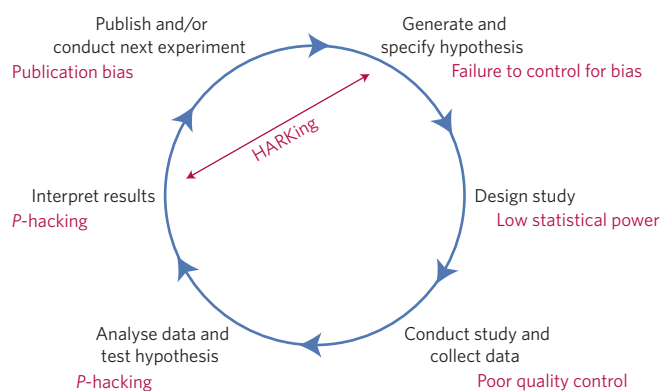 Publish and/or
conduct next experiment
Publication bias
Generate and
specify hypothesis
Failure to control for bias
HARKing
Interpret results
P-hacking
Design study
Low statistical power
Analyse data and
test hypothesis
P-hacking
Conduct study and
collect data
Poor quality control